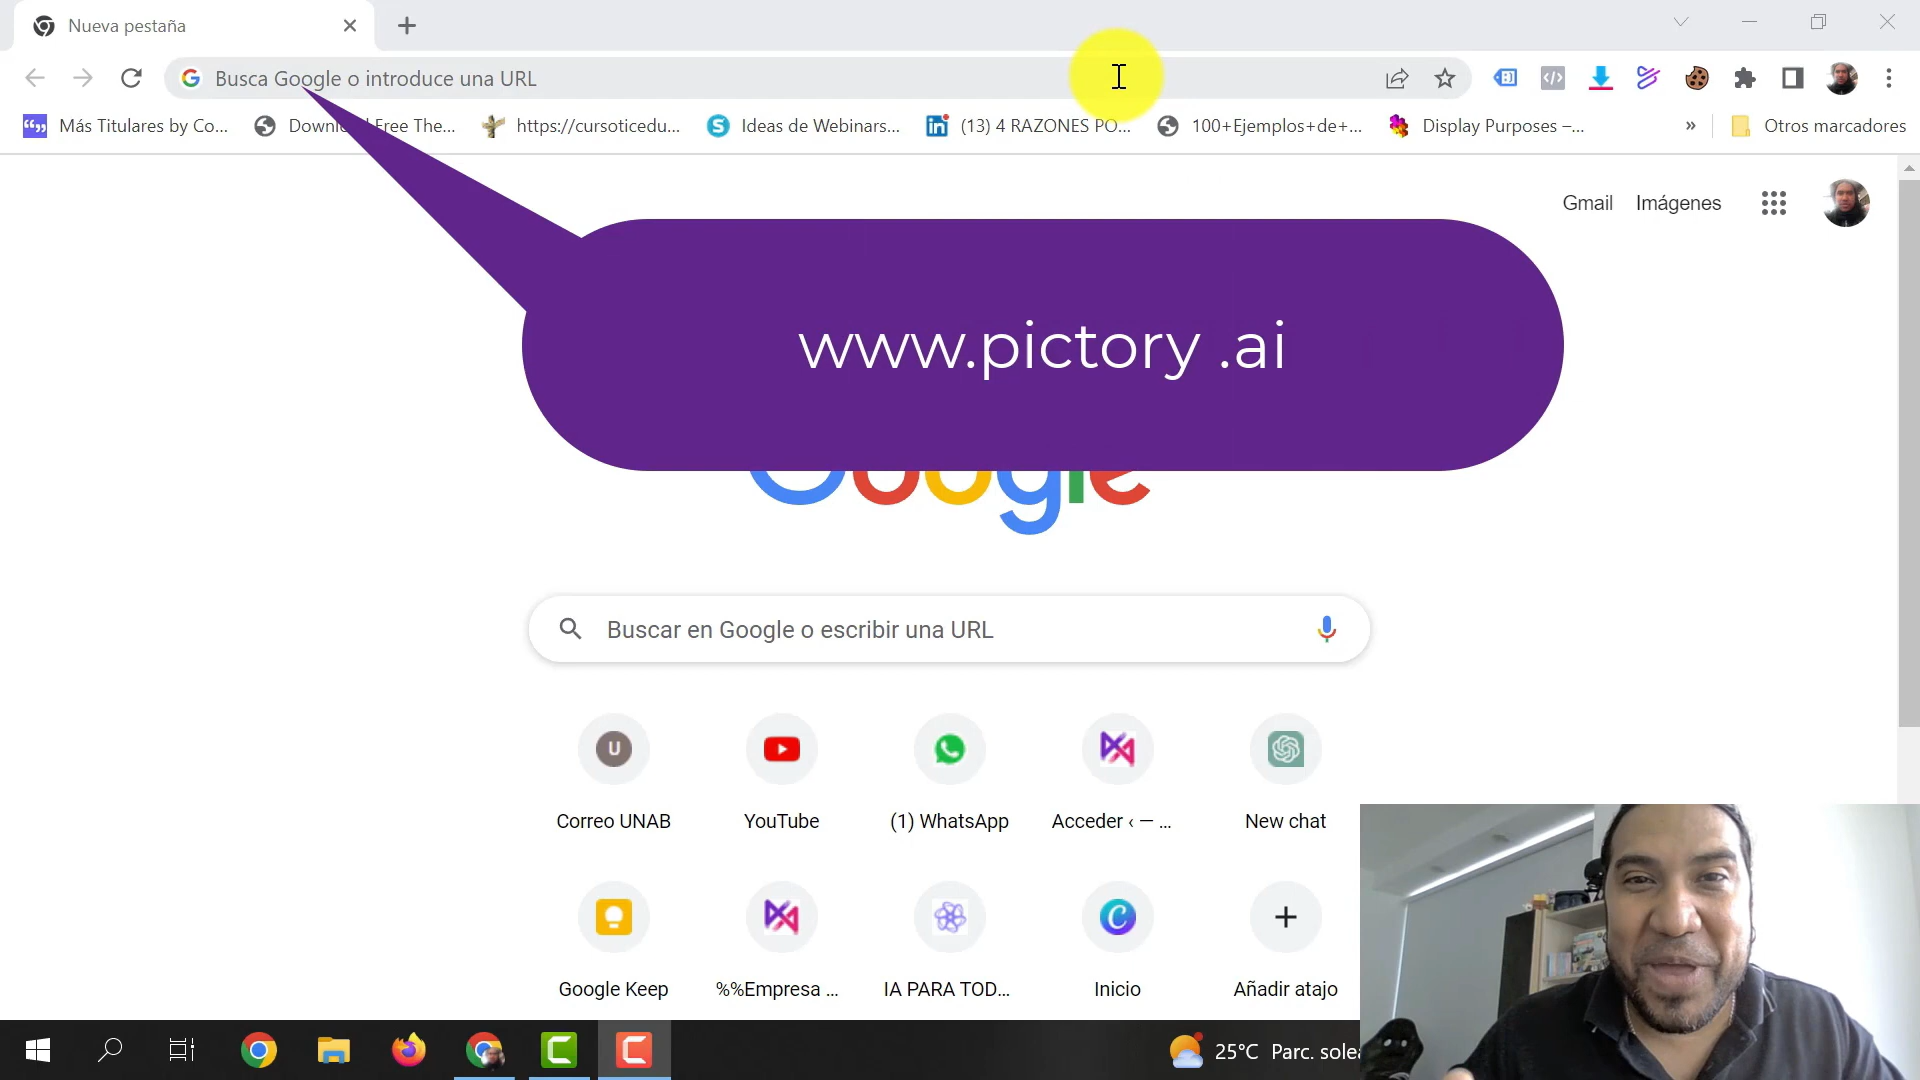 Nueva pestaña
Busca Google o introduce una URL
Más Titulares by Co...
Free The...
https://cursoticedu...
Ideas de Webinars...
(13) 4 RAZONES PO...
100+Ejemplos+de+...
Display Purposes –...
»
Otros marcadores
Gmail
Imágenes
www.pictory .ai
Google
Buscar en Google o escribir una URL
U
Correo UNAB
YouTube
(1) WhatsApp
Acceder ‹ — ...
New chat
Google Keep
%%Empresa ...
IA PARA TOD...
Inicio
Añadir atajo
25°C Parc.